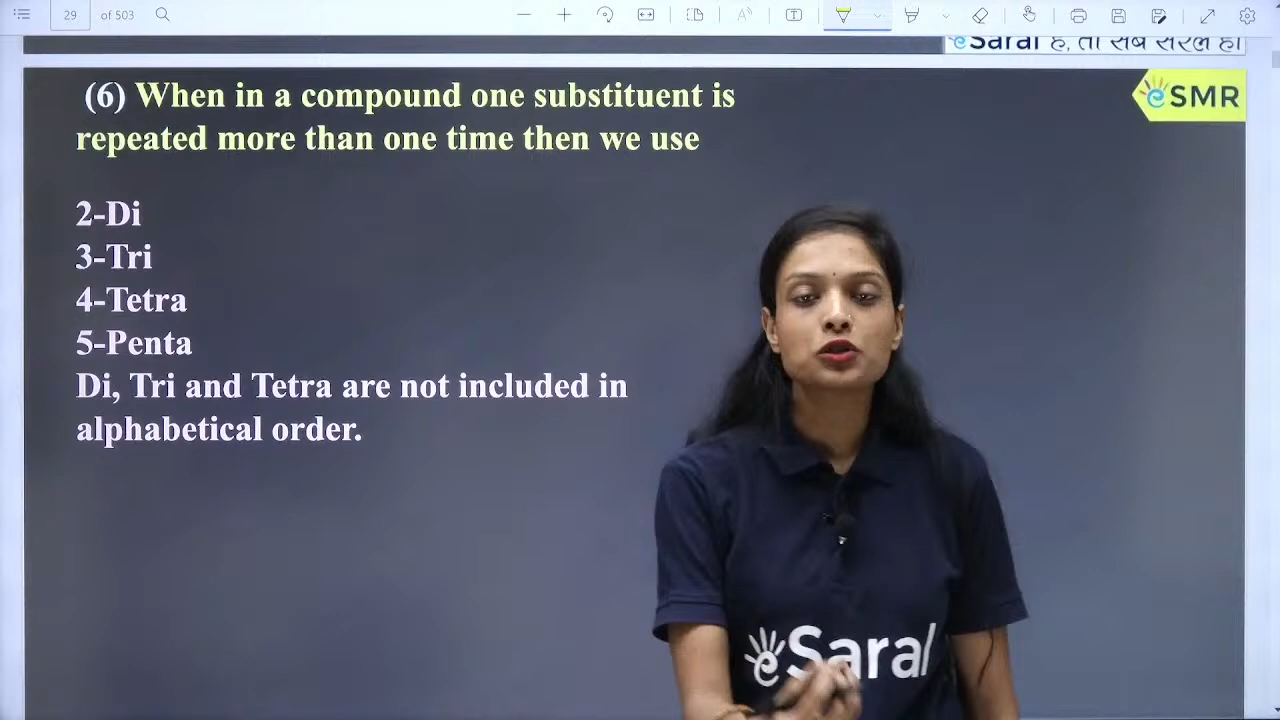 29 of 503
eSaral है, तो सब सरल है।
(6) When in a compound one substituent is
repeated more than one time then we use
eSMR
2-Di
3-Tri
4-Tetra
5-Penta
Di, Tri and Tetra are not included in
alphabetical order.
eSaral